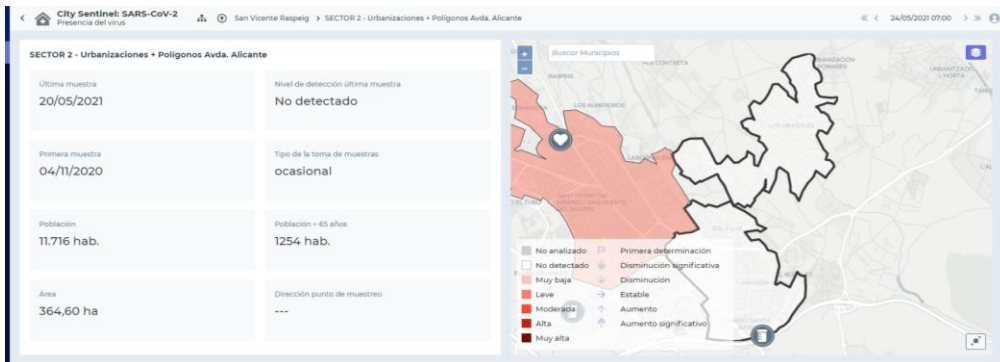 City Sentinel: SARS-CoV-2
Presencia del virus
San Vicente Raspeig > SECTOR 2 - Urbanizaciones + Polígonos Avda. Alicante
24/05/2021 07:00
SECTOR 2 - Urbanizaciones + Polígonos Avda. Alicante
Última muestra
20/05/2021
Nivel de detección última muestra
No detectado
Primera muestra
04/11/2020
Tipo de la toma de muestras
ocasional
Población
11.716 hab.
Población + 65 años
1254 hab.
Área
364,60 ha
Dirección punto de muestreo
---
+
Buscar Municipios
-
RASPEIG
LOS ALMENDROS
LOS GIRASOLES
No analizado
Primera determinación
No detectado
Disminución significativa
Muy baja
Disminución
Leve
Estable
Moderada
Aumento
Alta
Aumento significativo
Muy alta